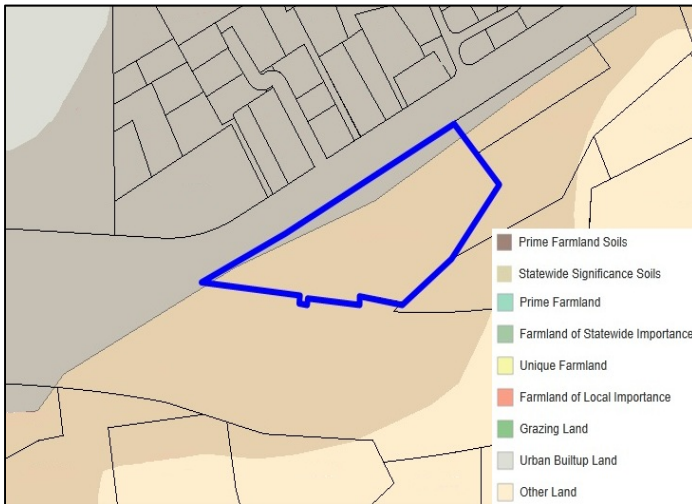 Prime Farmland Soils
Statewide Significance Soils
Prime Farmland
Farmland of Statewide Importance
Unique Farmland
Farmland of Local Importance
Grazing Land
Urban Builtup Land
Other Land